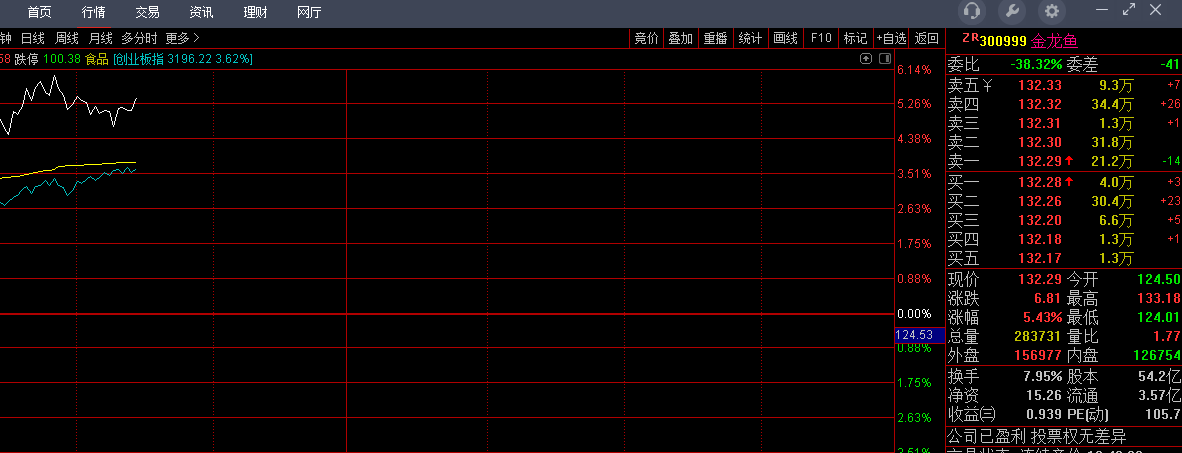 首页 行情 交易 资讯 理财 网厅
钟 日线 周线 月线 多分时 更多 竞价 叠加 重播 统计 画线 F10 标记 +自选 返回
58 跌停 100.38 食品 [创业板指 3196.22 3.62%]
6.14%
5.26%
4.38%
3.51%
2.63%
1.75%
0.88%
0.00%
124.53
0.88%
1.75%
2.63%
3.51%
ZR 300999 金龙鱼
委比 -38.32% 委差 -41
卖五¥ 132.33 9.3万 +7
卖四 132.32 34.4万 +26
卖三 132.31 1.3万 +1
卖二 132.30 31.8万
卖一 132.29↑ 21.2万 -14
买一 132.28↑ 4.0万 +3
买二 132.26 30.4万 +23
买三 132.20 6.6万 +5
买四 132.18 1.3万 +1
买五 132.17 1.3万
现价 132.29 今开 124.50
涨跌 6.81 最高 133.18
涨幅 5.43% 最低 124.01
总量 283731 量比 1.77
外盘 156977 内盘 126754
换手 7.95% 股本 54.2亿
净资 15.26 流通 3.57亿
收益㈢ 0.939 PE(动) 105.7
公司已盈利 投票权无差异